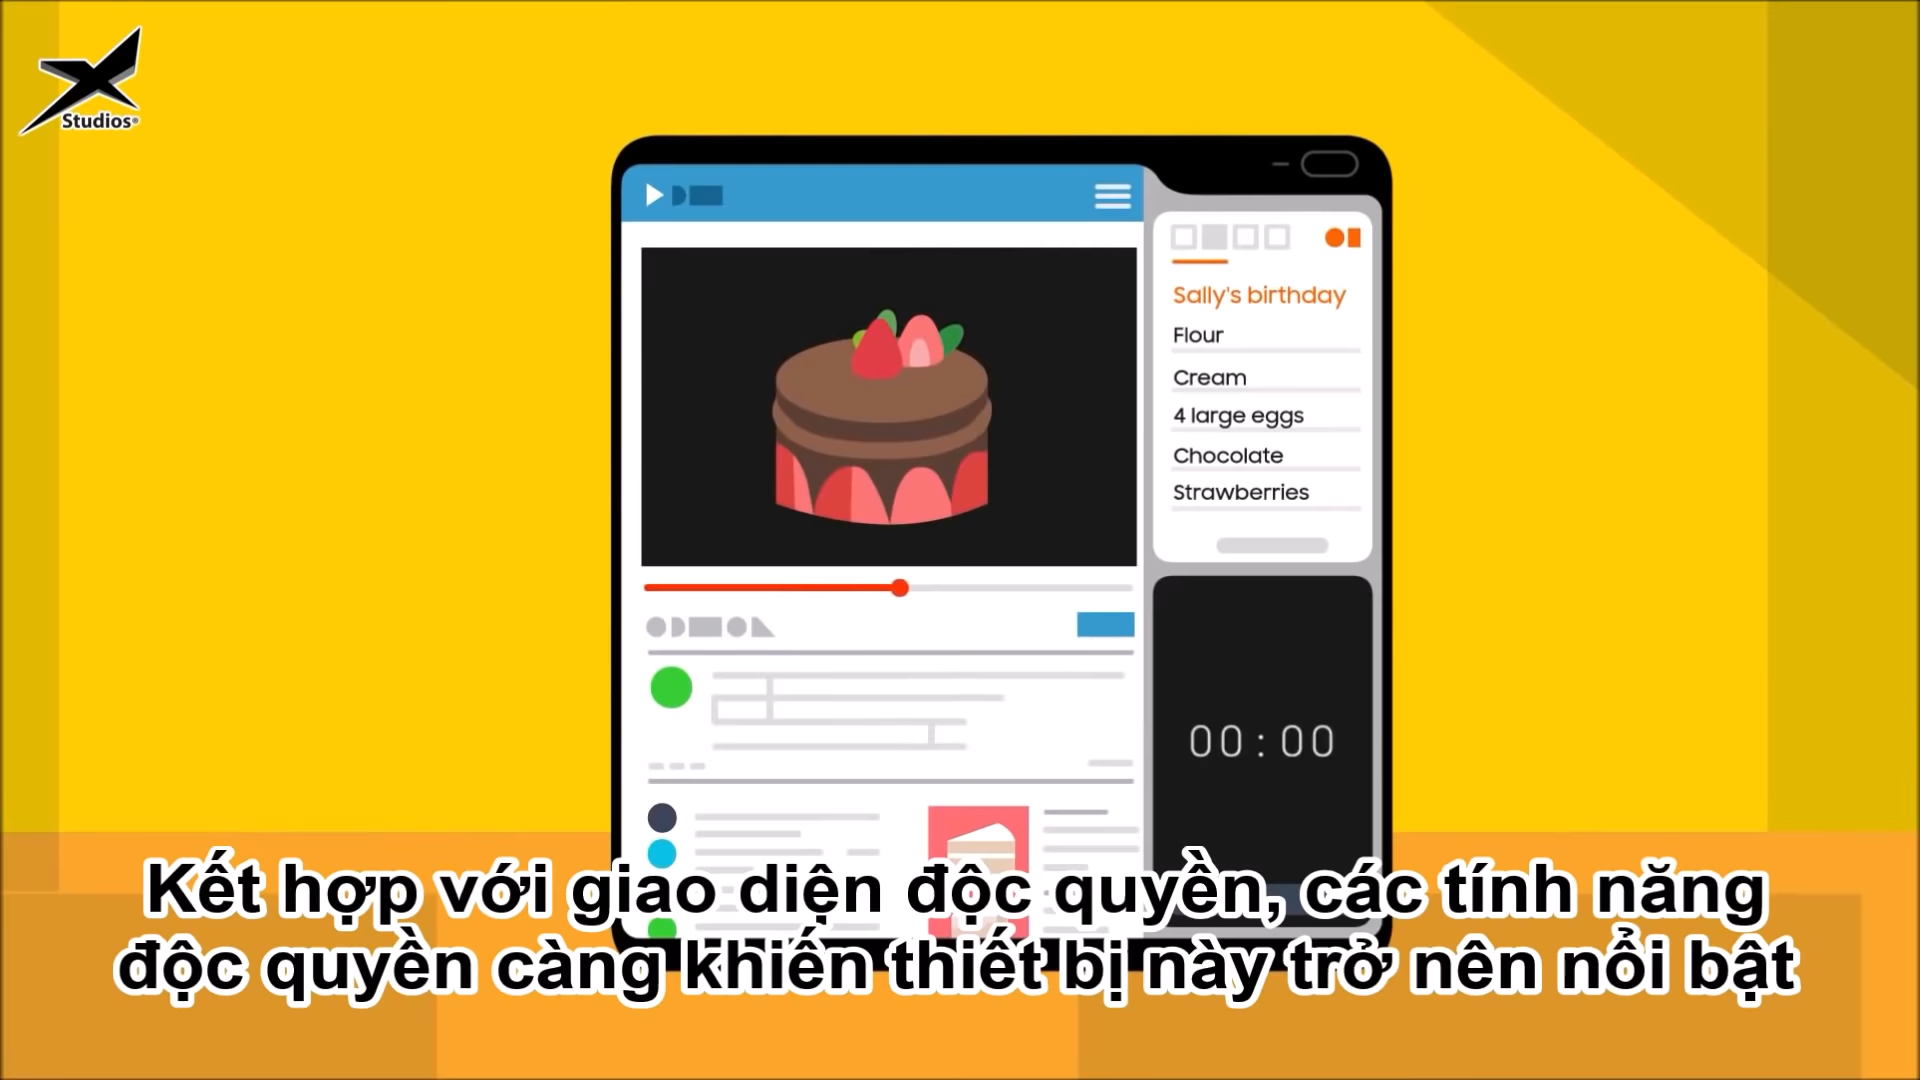 Studios®
Sally's birthday
Flour
Cream
4 large eggs
Chocolate
Strawberries
00:00
Kết hợp với giao diện độc quyền, các tính năng
độc quyền càng khiến thiết bị này trở nên nổi bật